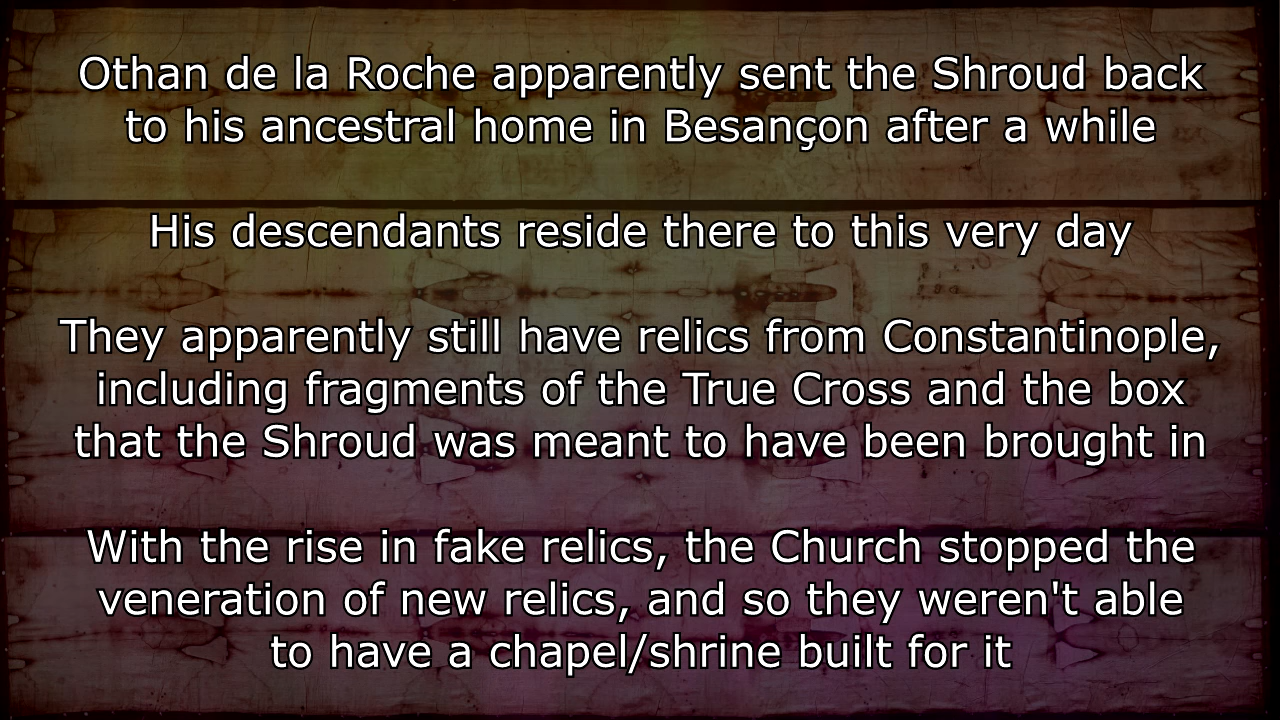 Othan de la Roche apparently sent the Shroud back
to his ancestral home in Besançon after a while
His descendants reside there to this very day
They apparently still have relics from Constantinople,
including fragments of the True Cross and the box
that the Shroud was meant to have been brought in
With the rise in fake relics, the Church stopped the
veneration of new relics, and so they weren't able
to have a chapel/shrine built for it